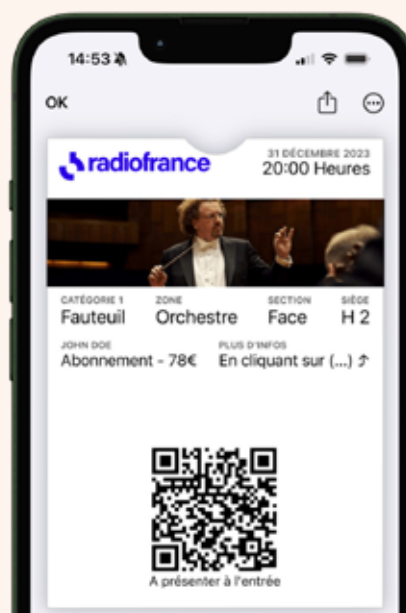 14:53
OK
radiofrance
31 DÉCEMBRE 2023
20:00 Heures
CATÉGORIE 1 ZONE SECTION SIÈGE
Fauteuil Orchestre Face H 2
JOHN DOE PLUS D'INFOS
Abonnement - 78€ En cliquant sur (...) ⤴
A présenter à l'entrée